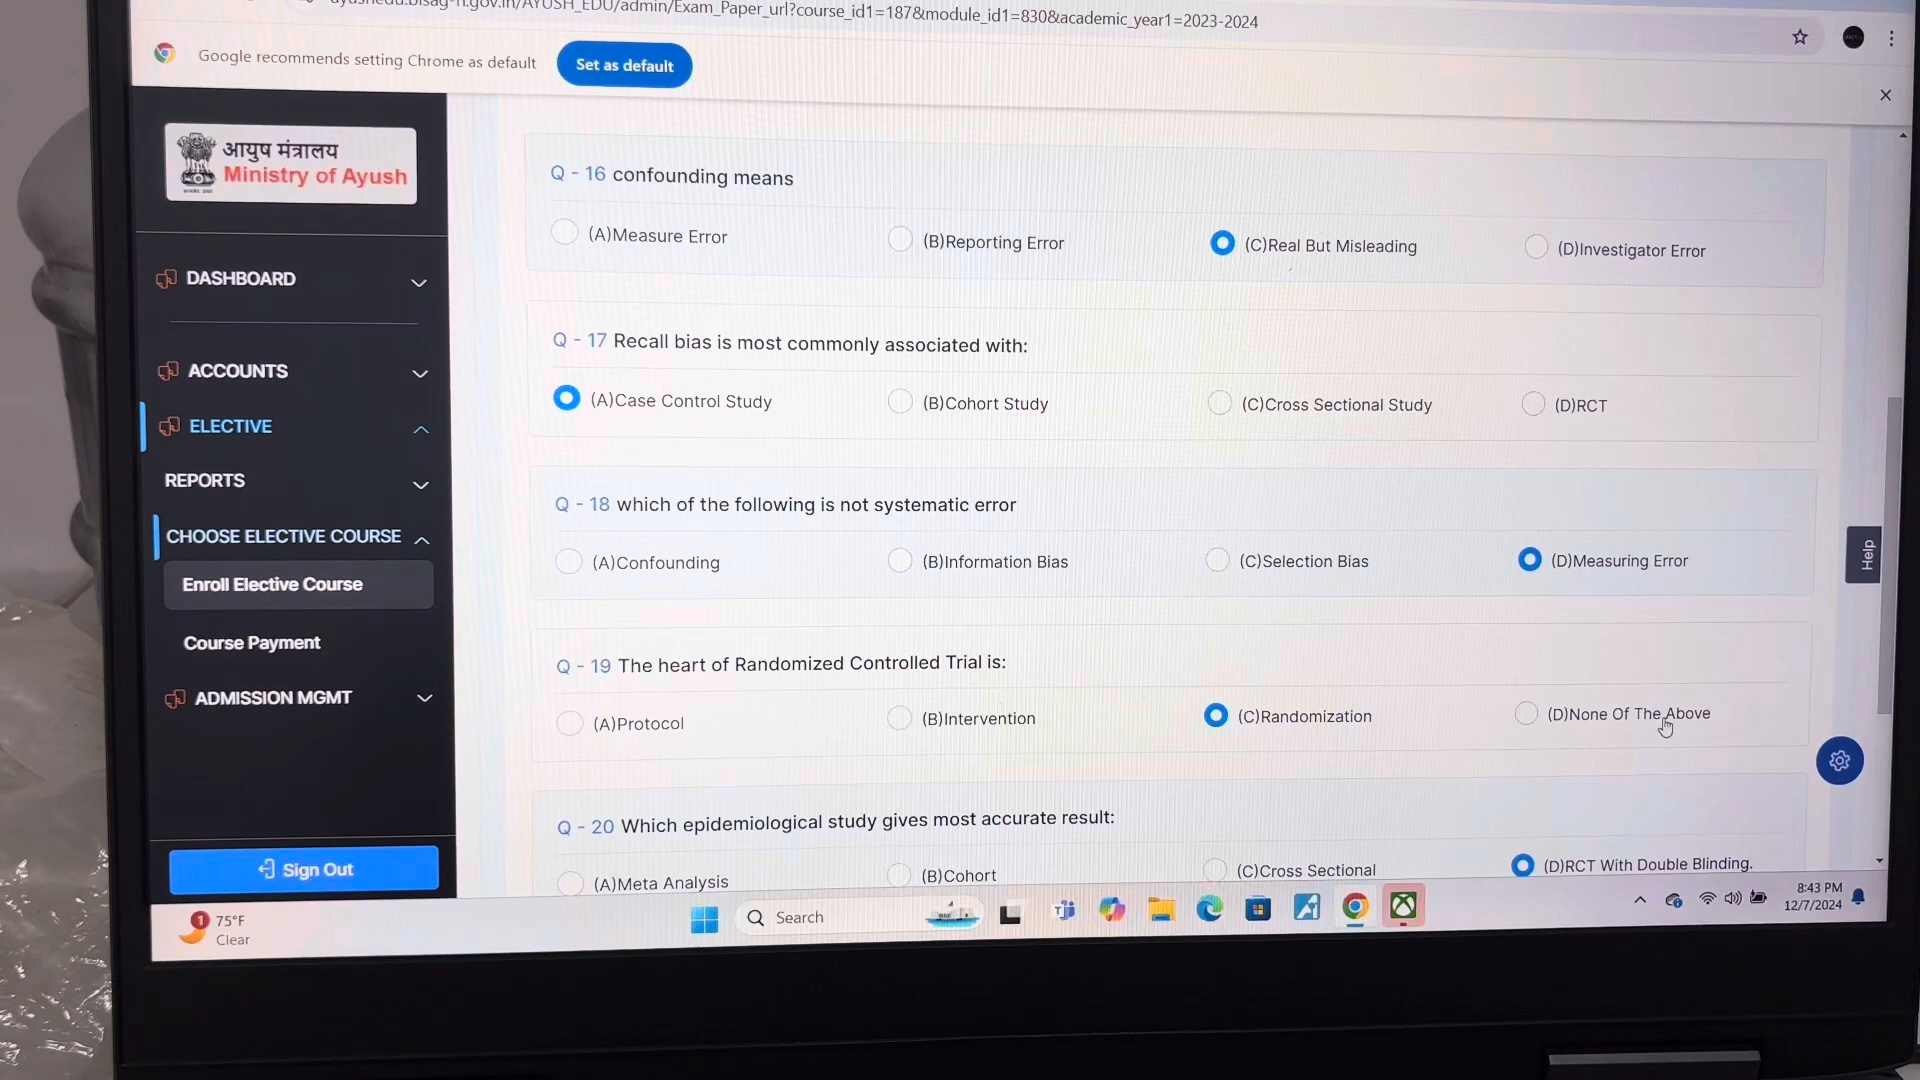 ayushedu.bisag-n.gov.in/AYUSH_EDU/admin/Exam_Paper_url?course_id1=187&module_id1=830&academic_year1=2023-2024
Google recommends setting Chrome as default
Set as default
आयुष मंत्रालय
Ministry of Ayush
DASHBOARD
ACCOUNTS
ELECTIVE
REPORTS
CHOOSE ELECTIVE COURSE
Enroll Elective Course
Course Payment
ADMISSION MGMT
Sign Out
Q - 16 confounding means
(A)Measure Error (B)Reporting Error (C)Real But Misleading (D)Investigator Error
Q - 17 Recall bias is most commonly associated with:
(A)Case Control Study (B)Cohort Study (C)Cross Sectional Study (D)RCT
Q - 18 which of the following is not systematic error
(A)Confounding (B)Information Bias (C)Selection Bias (D)Measuring Error
Q - 19 The heart of Randomized Controlled Trial is:
(A)Protocol (B)Intervention (C)Randomization (D)None Of The Above
Q - 20 Which epidemiological study gives most accurate result:
(A)Meta Analysis (B)Cohort (C)Cross Sectional (D)RCT With Double Blinding.
Help
1
75°F
Clear
Search
8:43 PM
12/7/2024